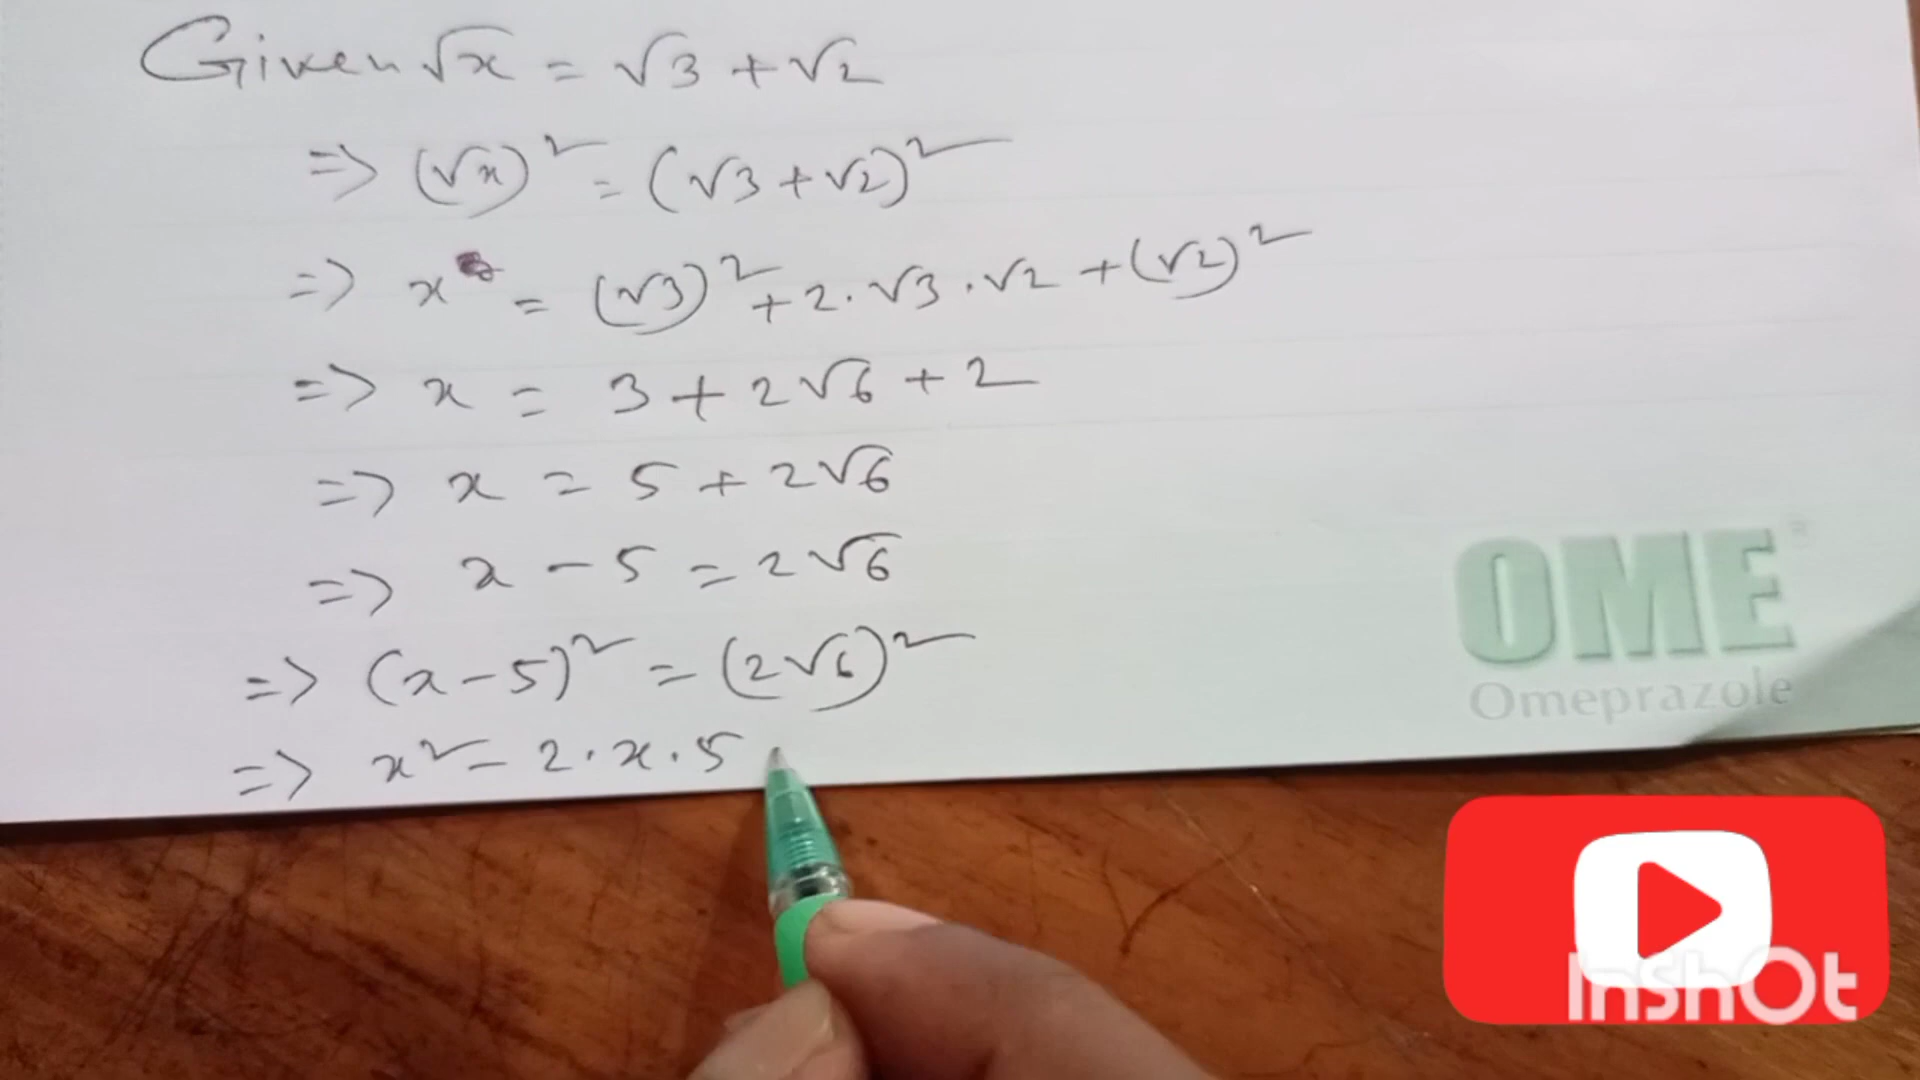 Given √x = √3 + √2
=> (√x)² = (√3 + √2)²
=> x = (√3)² + 2·√3·√2 + (√2)²
=> x = 3 + 2√6 + 2
=> x = 5 + 2√6
=> x - 5 = 2√6
=> (x - 5)² = (2√6)²
=> x² - 2·x·5
OME®
Omeprazole
InshOt